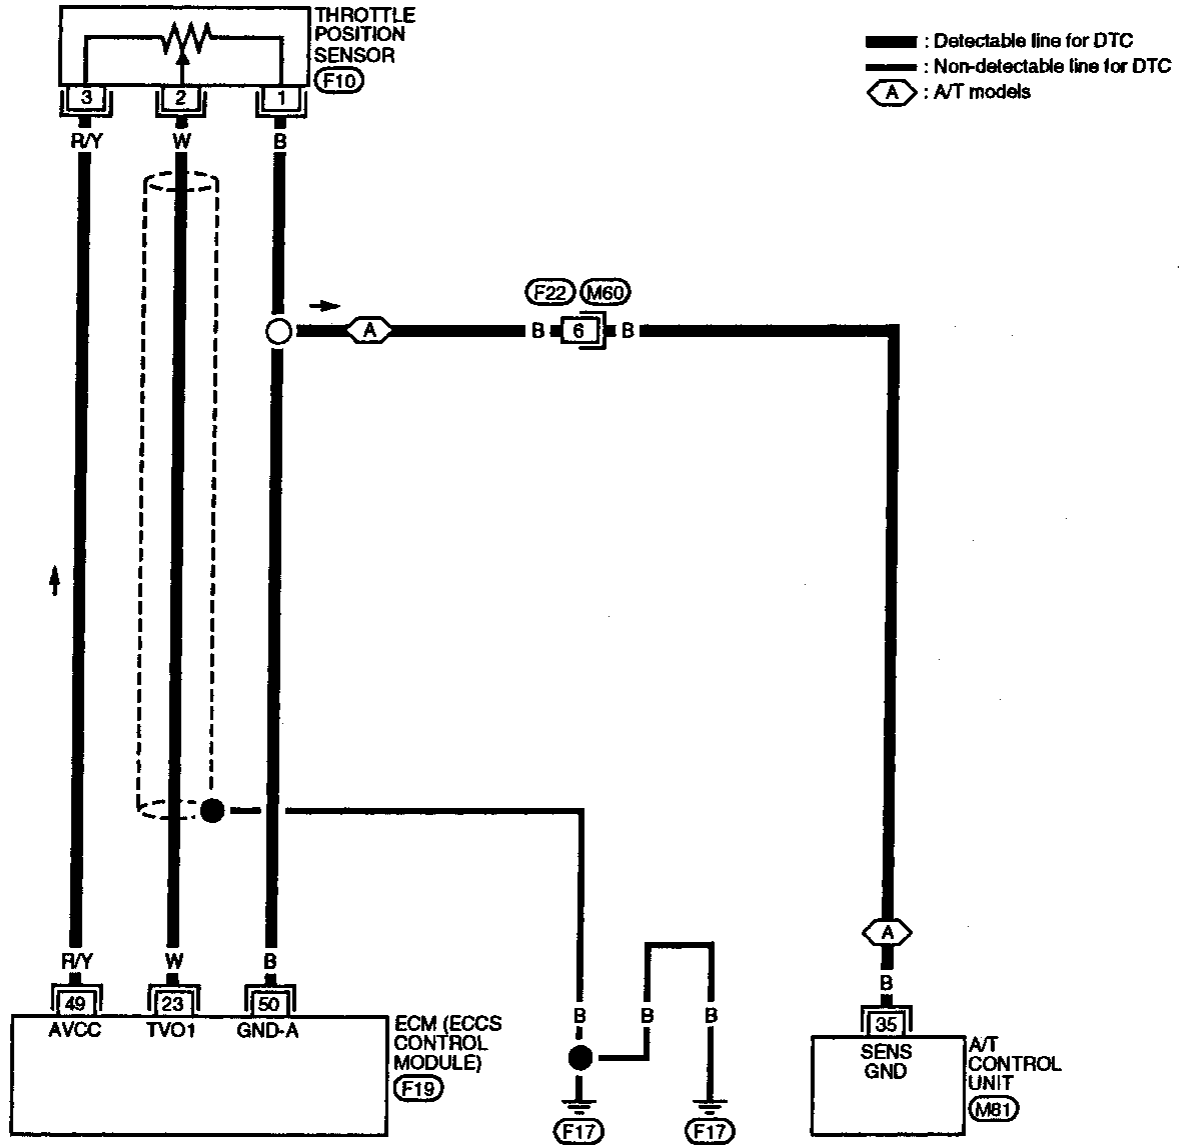 THROTTLE
POSITION
SENSOR
F10
: Detectable line for DTC
: Non-detectable line for DTC
A : A/T models
3 2 1
R/Y W B
F22 M60
A B 6 B
A
R/Y W B
B
49 23 50
AVCC TVO1 GND-A
ECM (ECCS
CONTROL
MODULE)
F19
B B B
35
SENS
GND
A/T
CONTROL
UNIT
M81
F17 F17